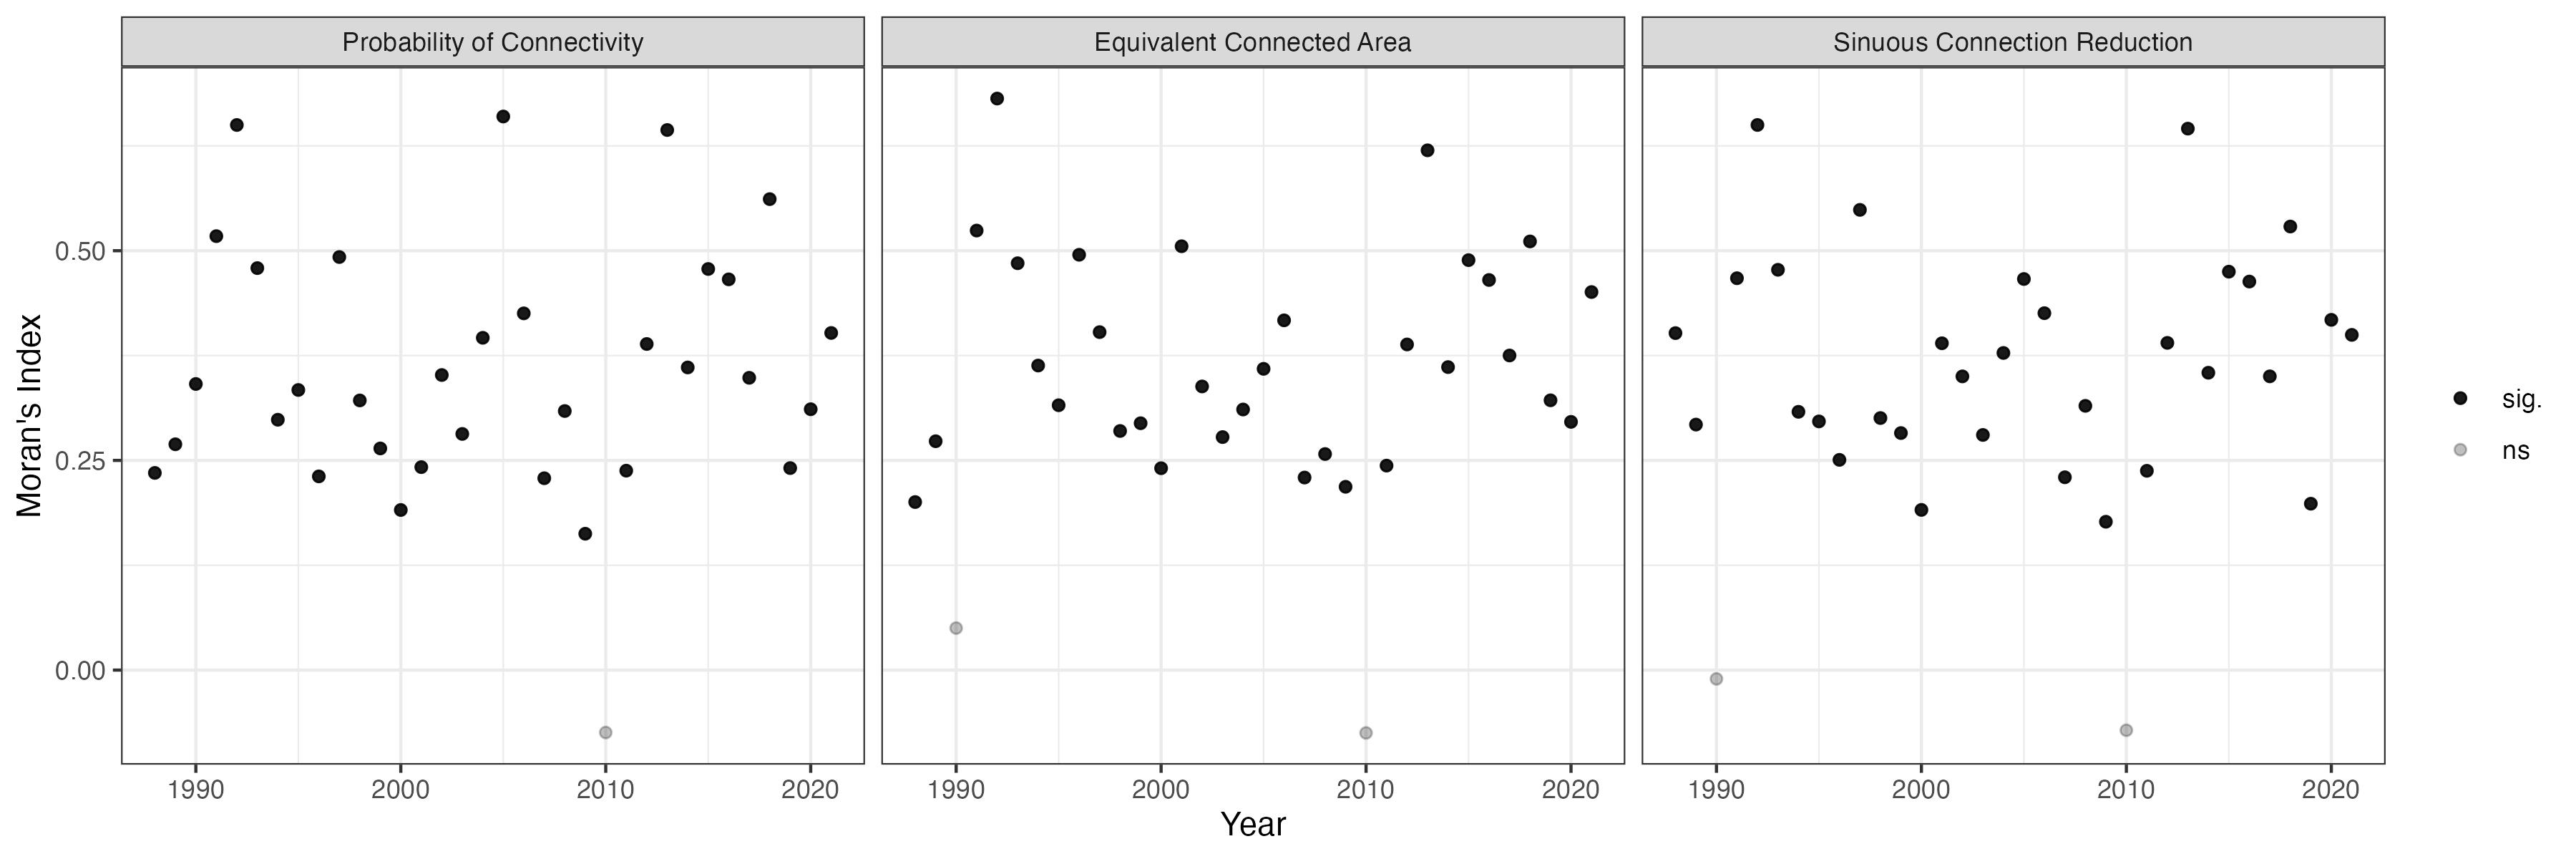 Probability of Connectivity
Equivalent Connected Area
Sinuous Connection Reduction
Moran's Index
0.50
0.25
0.00
sig.
ns
1990 2000 2010 2020 1990 2000 2010 2020 1990 2000 2010 2020
Year